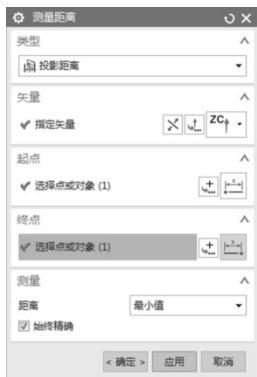 测量距离
类型
投影距离
矢量
指定矢量
ZC
起点
选择点或对象 (1)
终点
选择点或对象 (1)
测量
距离 最小值
始终精确
< 确定 > 应用 取消